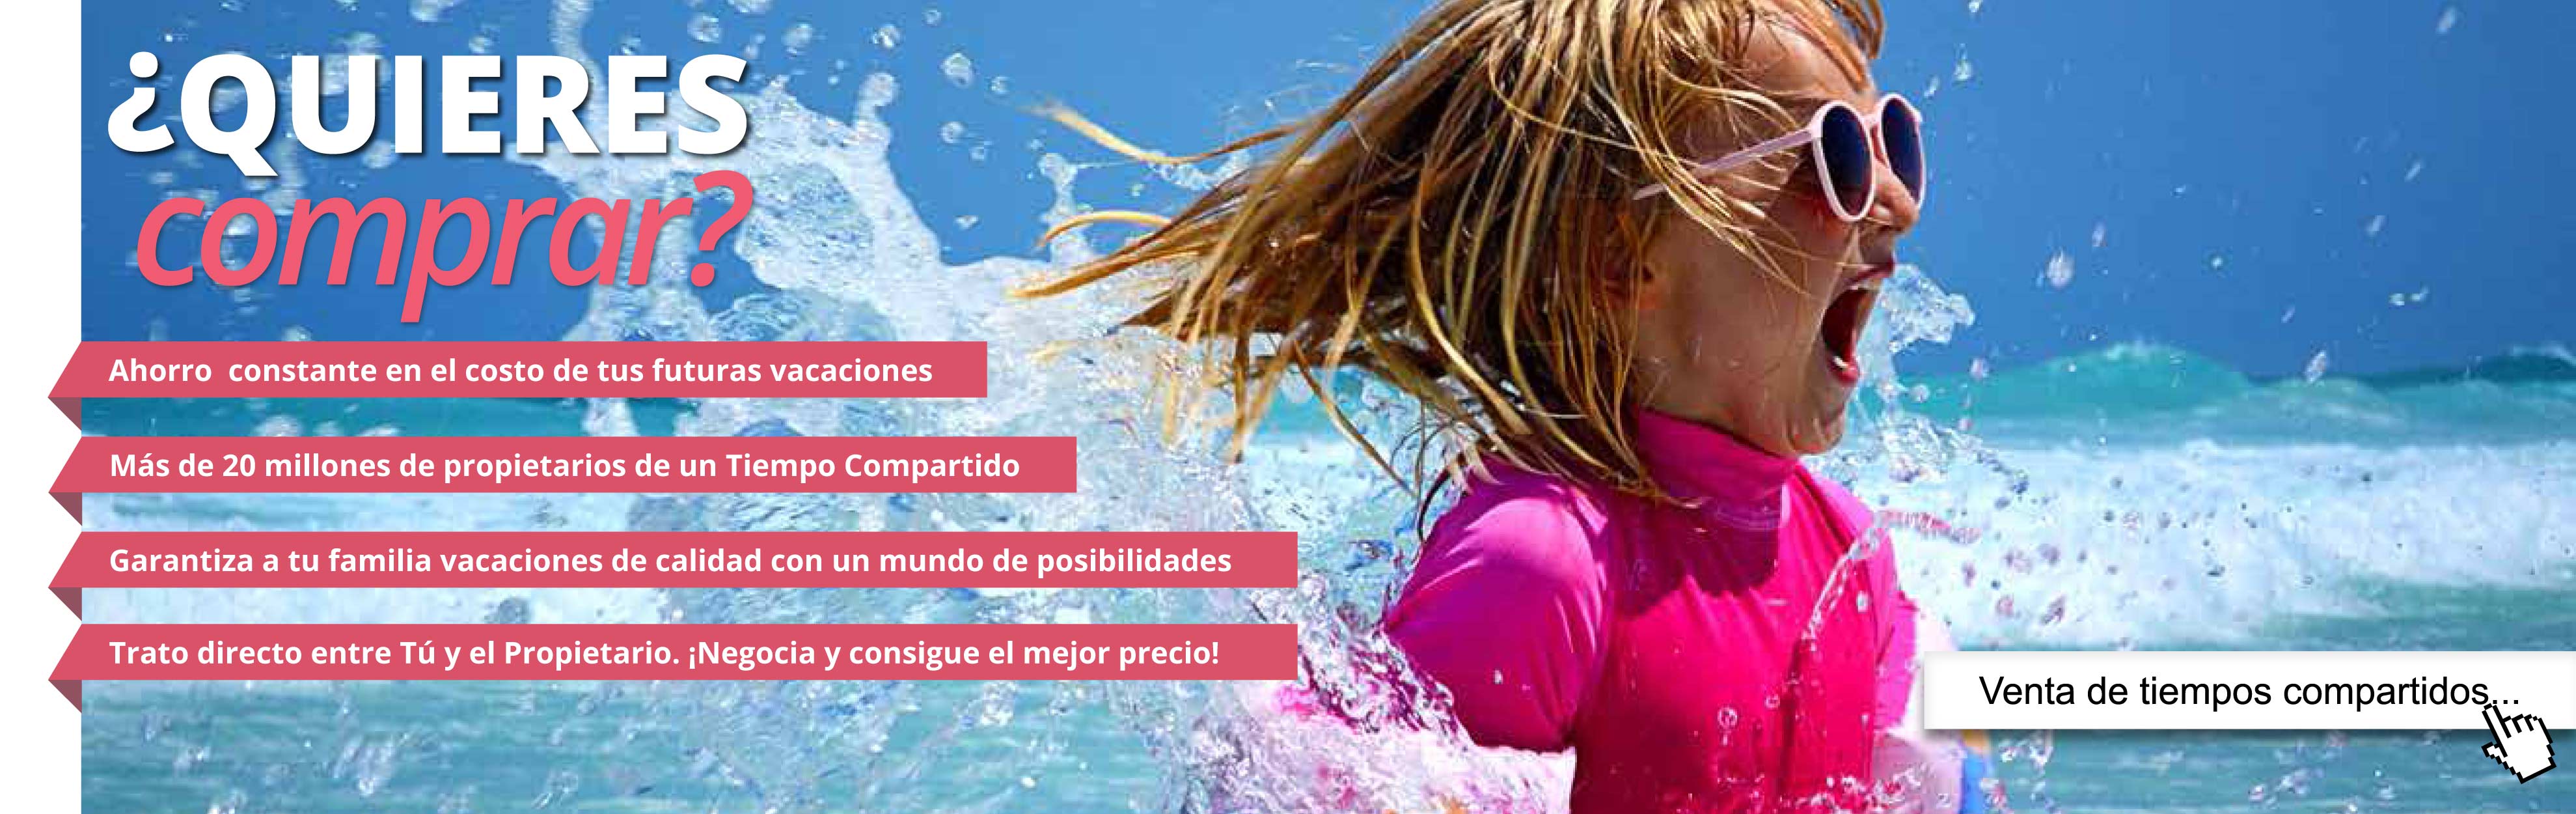 ¿QUIERES
comprar?
Ahorro  constante en el costo de tus futuras vacaciones
Más de 20 millones de propietarios de un Tiempo Compartido
Garantiza a tu familia vacaciones de calidad con un mundo de posibilidades
Trato directo entre Tú y el Propietario. ¡Negocia y consigue el mejor precio!
Venta de tiempos compartidos...